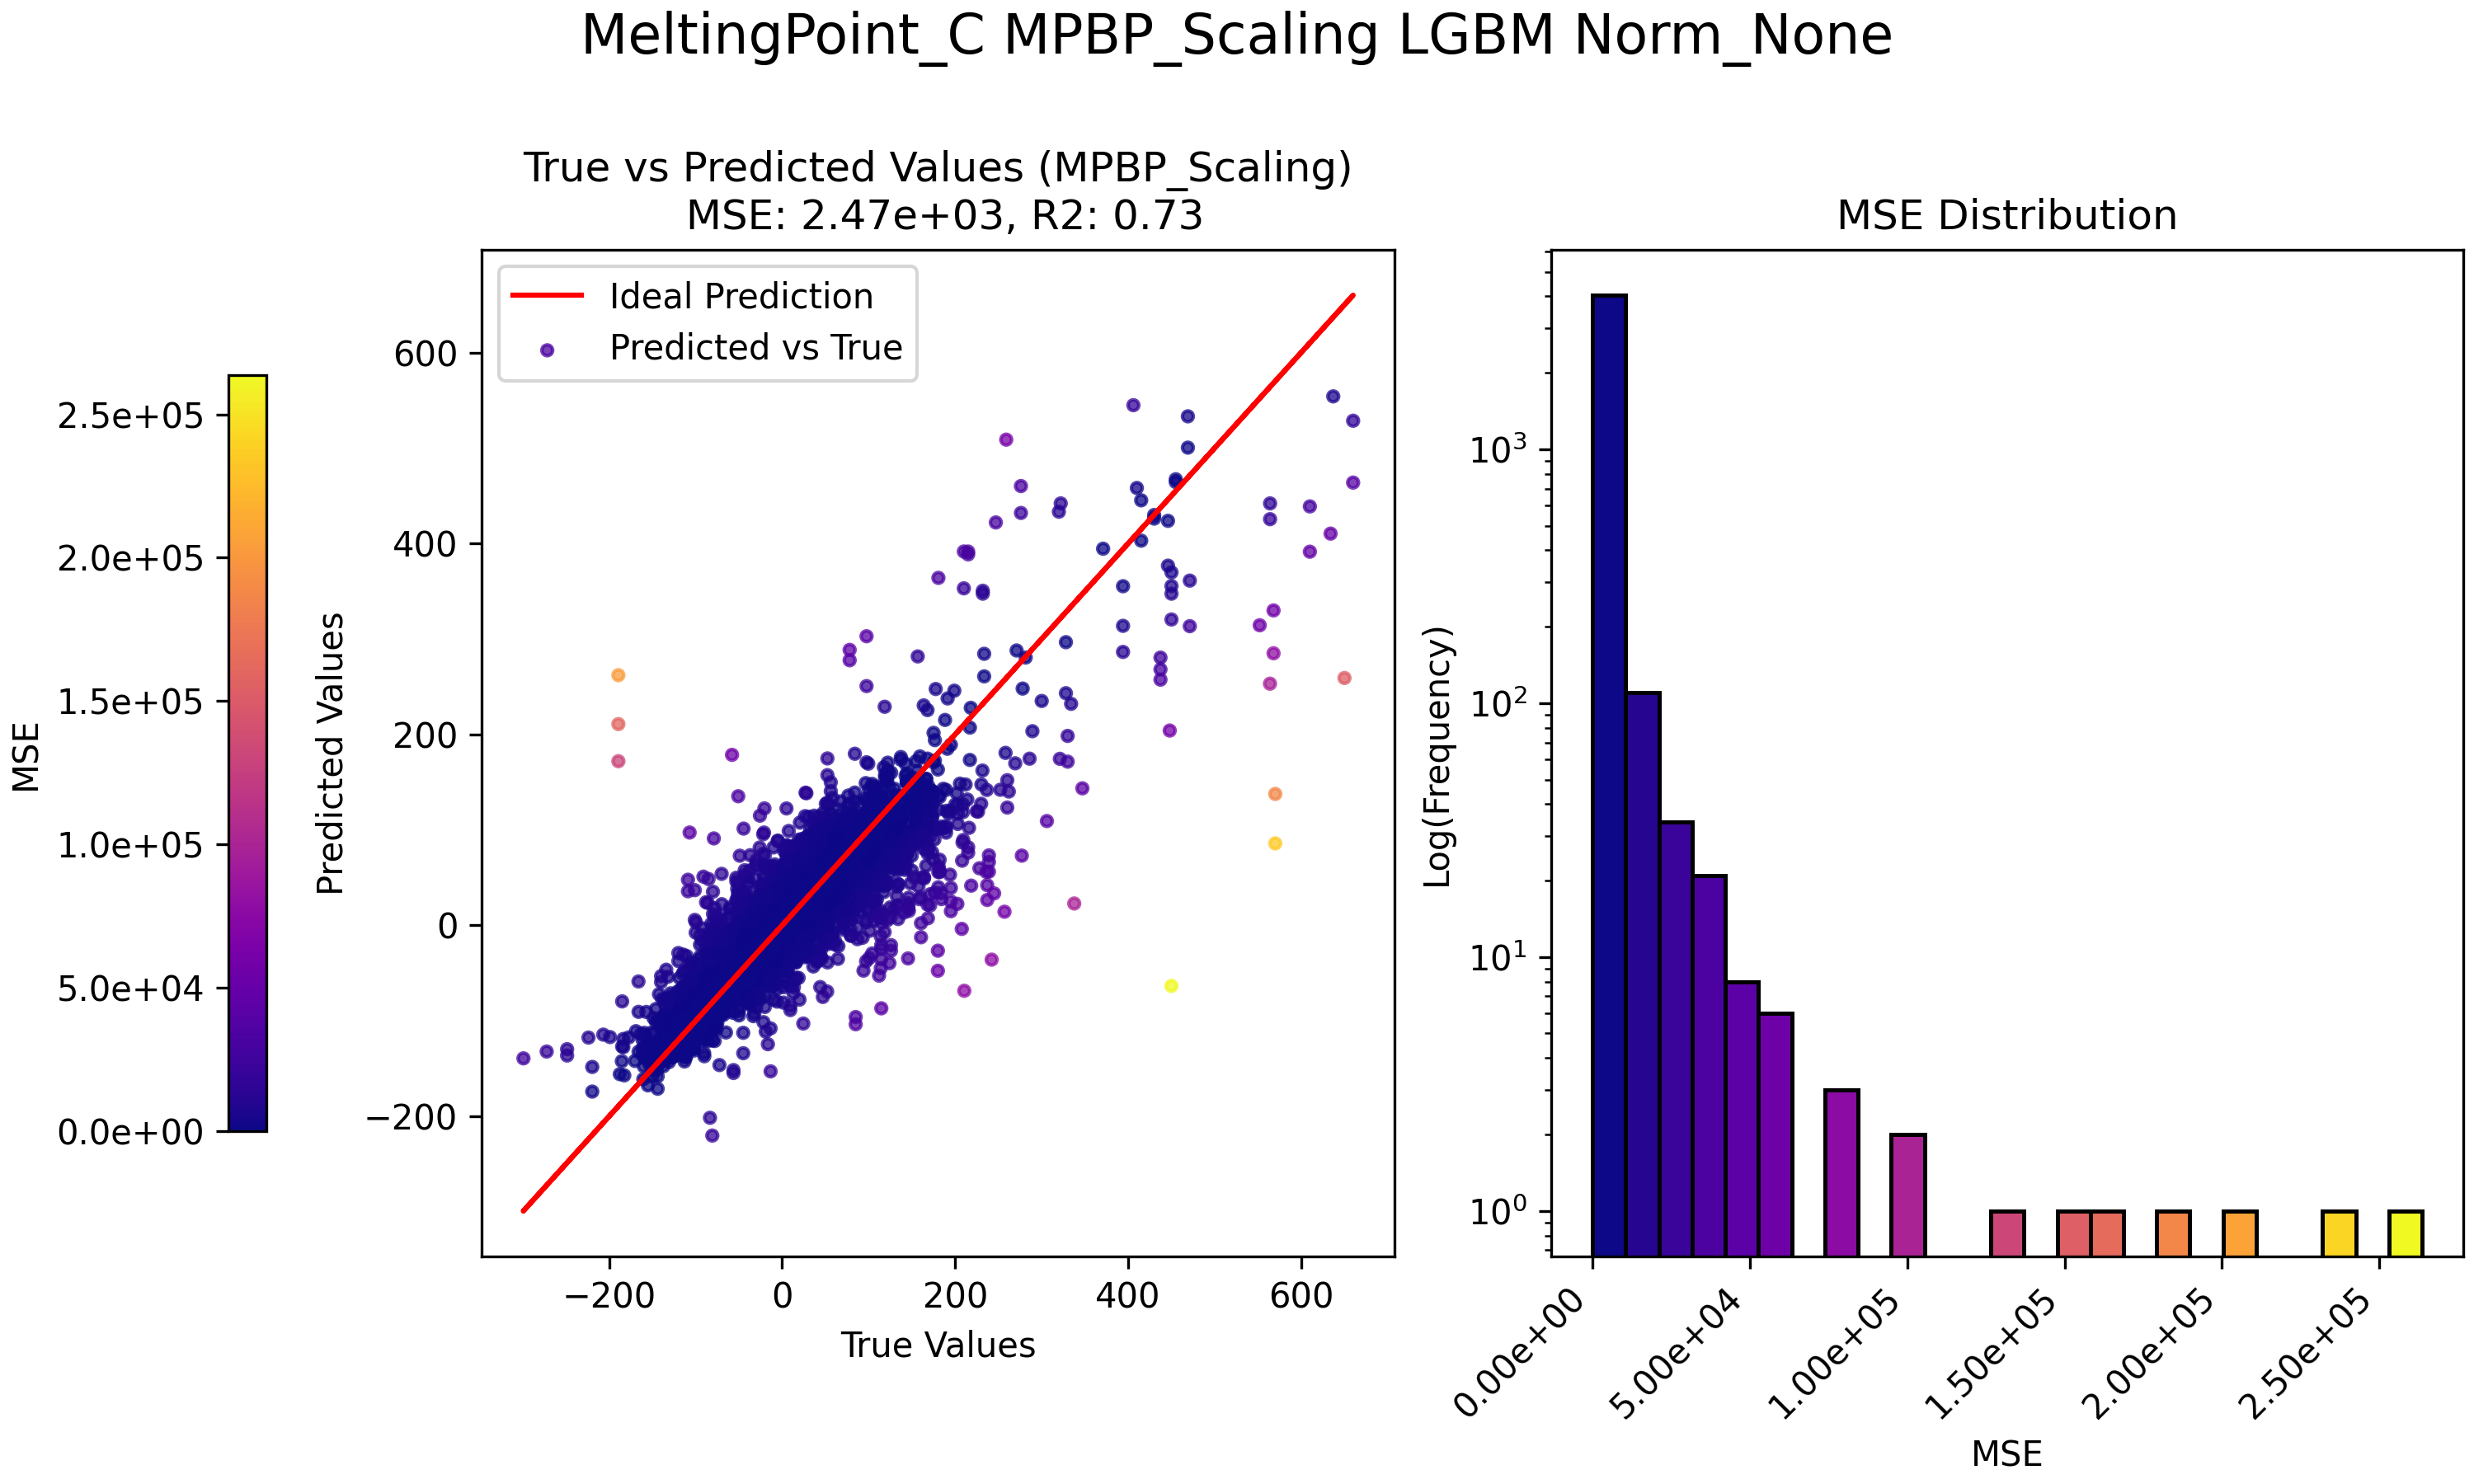 MeltingPoint_C MPBP_Scaling LGBM Norm_None
True vs Predicted Values (MPBP_Scaling)
MSE: 2.47e+03, R2: 0.73
Ideal Prediction
Predicted vs True
2.5e+05
2.0e+05
1.5e+05
1.0e+05
5.0e+04
0.0e+00
MSE
Predicted Values
600
400
200
0
−200
−200
0
200
400
600
True Values
MSE Distribution
Log(Frequency)
10³
10²
10¹
10⁰
0.00e+00
5.00e+04
1.00e+05
1.50e+05
2.00e+05
2.50e+05
MSE